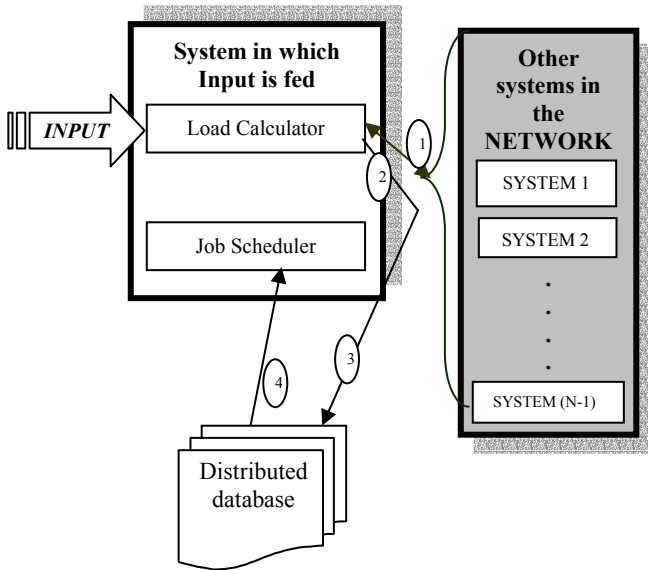 System in which
Input is fed
INPUT
Load Calculator
Job Scheduler
1
2
3
4
Other
systems in
the
NETWORK
SYSTEM 1
SYSTEM 2
.
.
.
.
SYSTEM (N-1)
Distributed
database